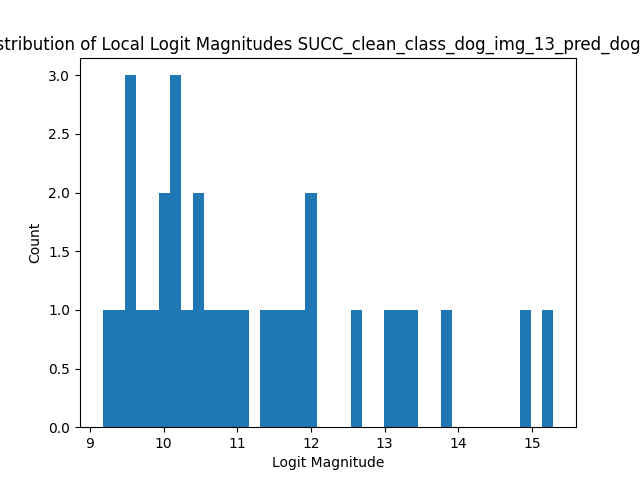 stribution of Local Logit Magnitudes SUCC_clean_class_dog_img_13_pred_dog
3.0
2.5
2.0
1.5
1.0
0.5
0.0
Count
9 10 11 12 13 14 15
Logit Magnitude